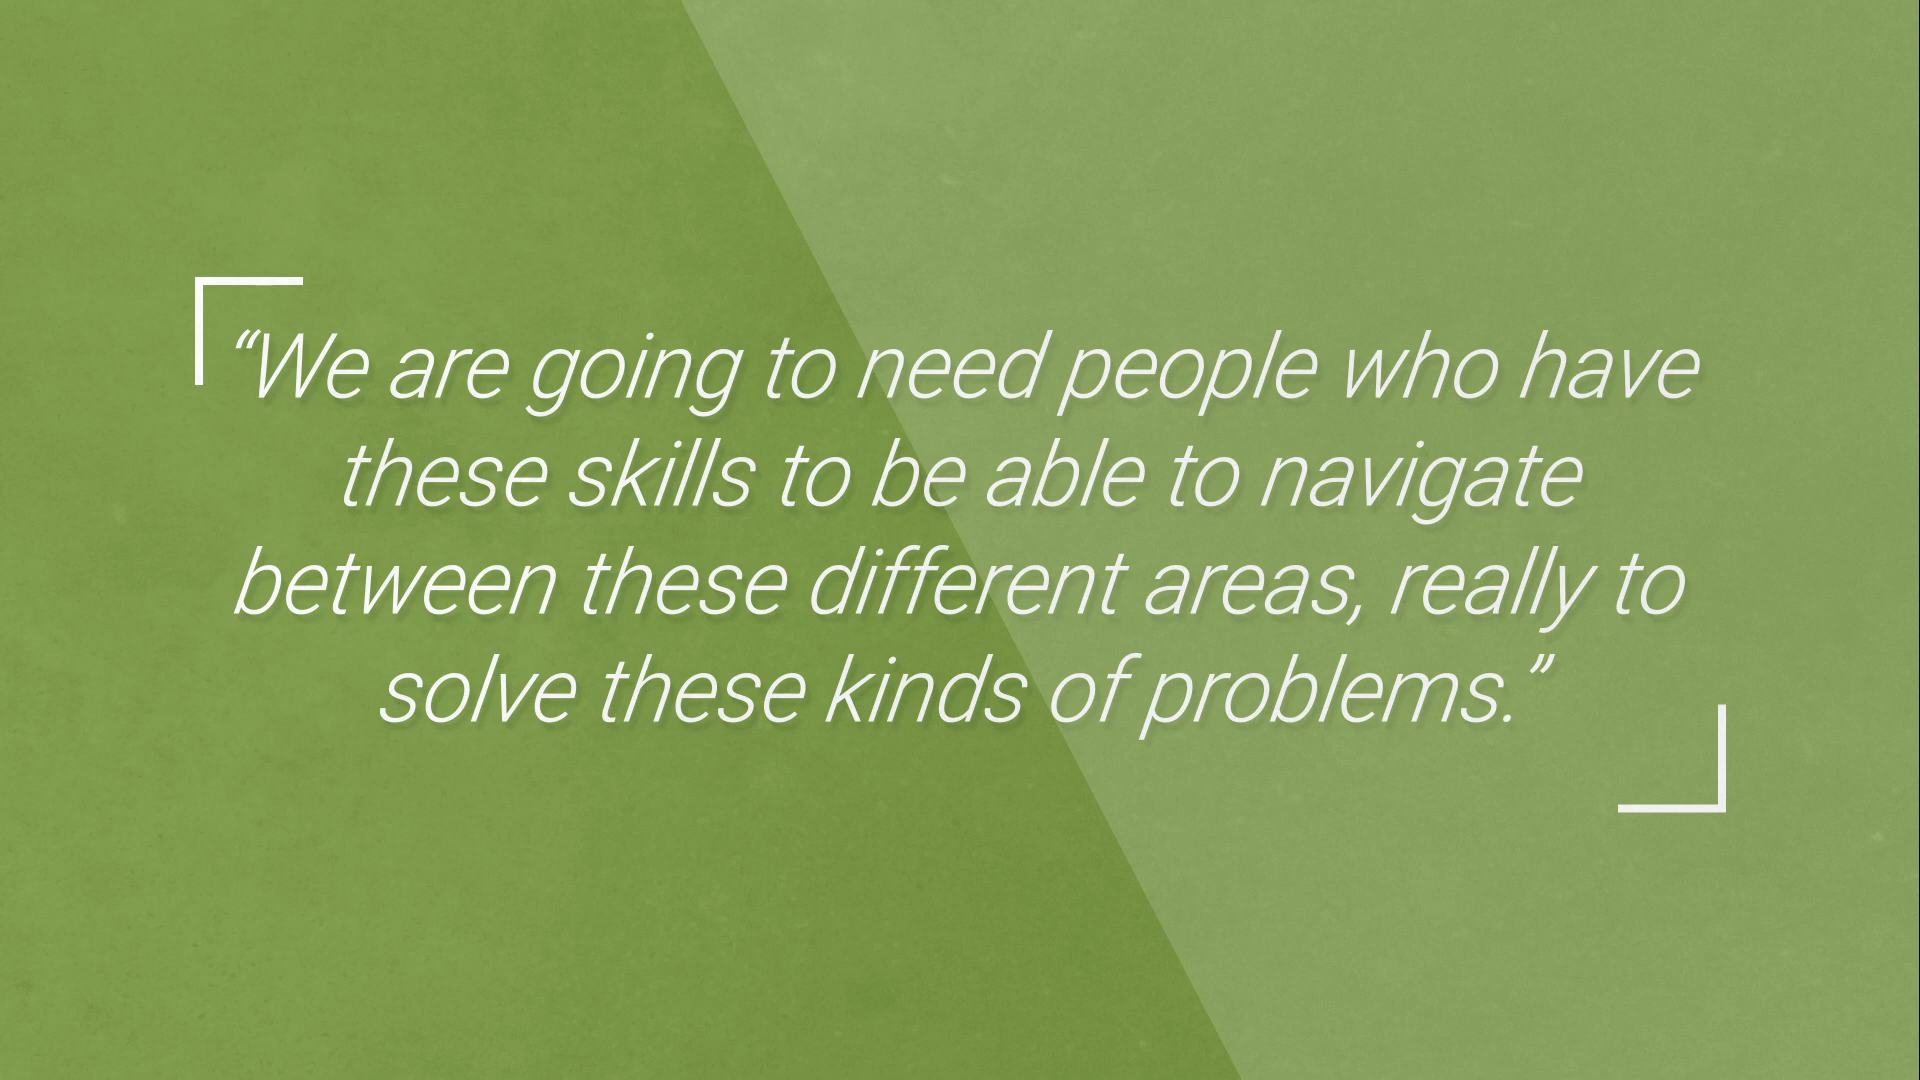 “We are going to need people who have
these skills to be able to navigate
between these different areas, really to
solve these kinds of problems.”